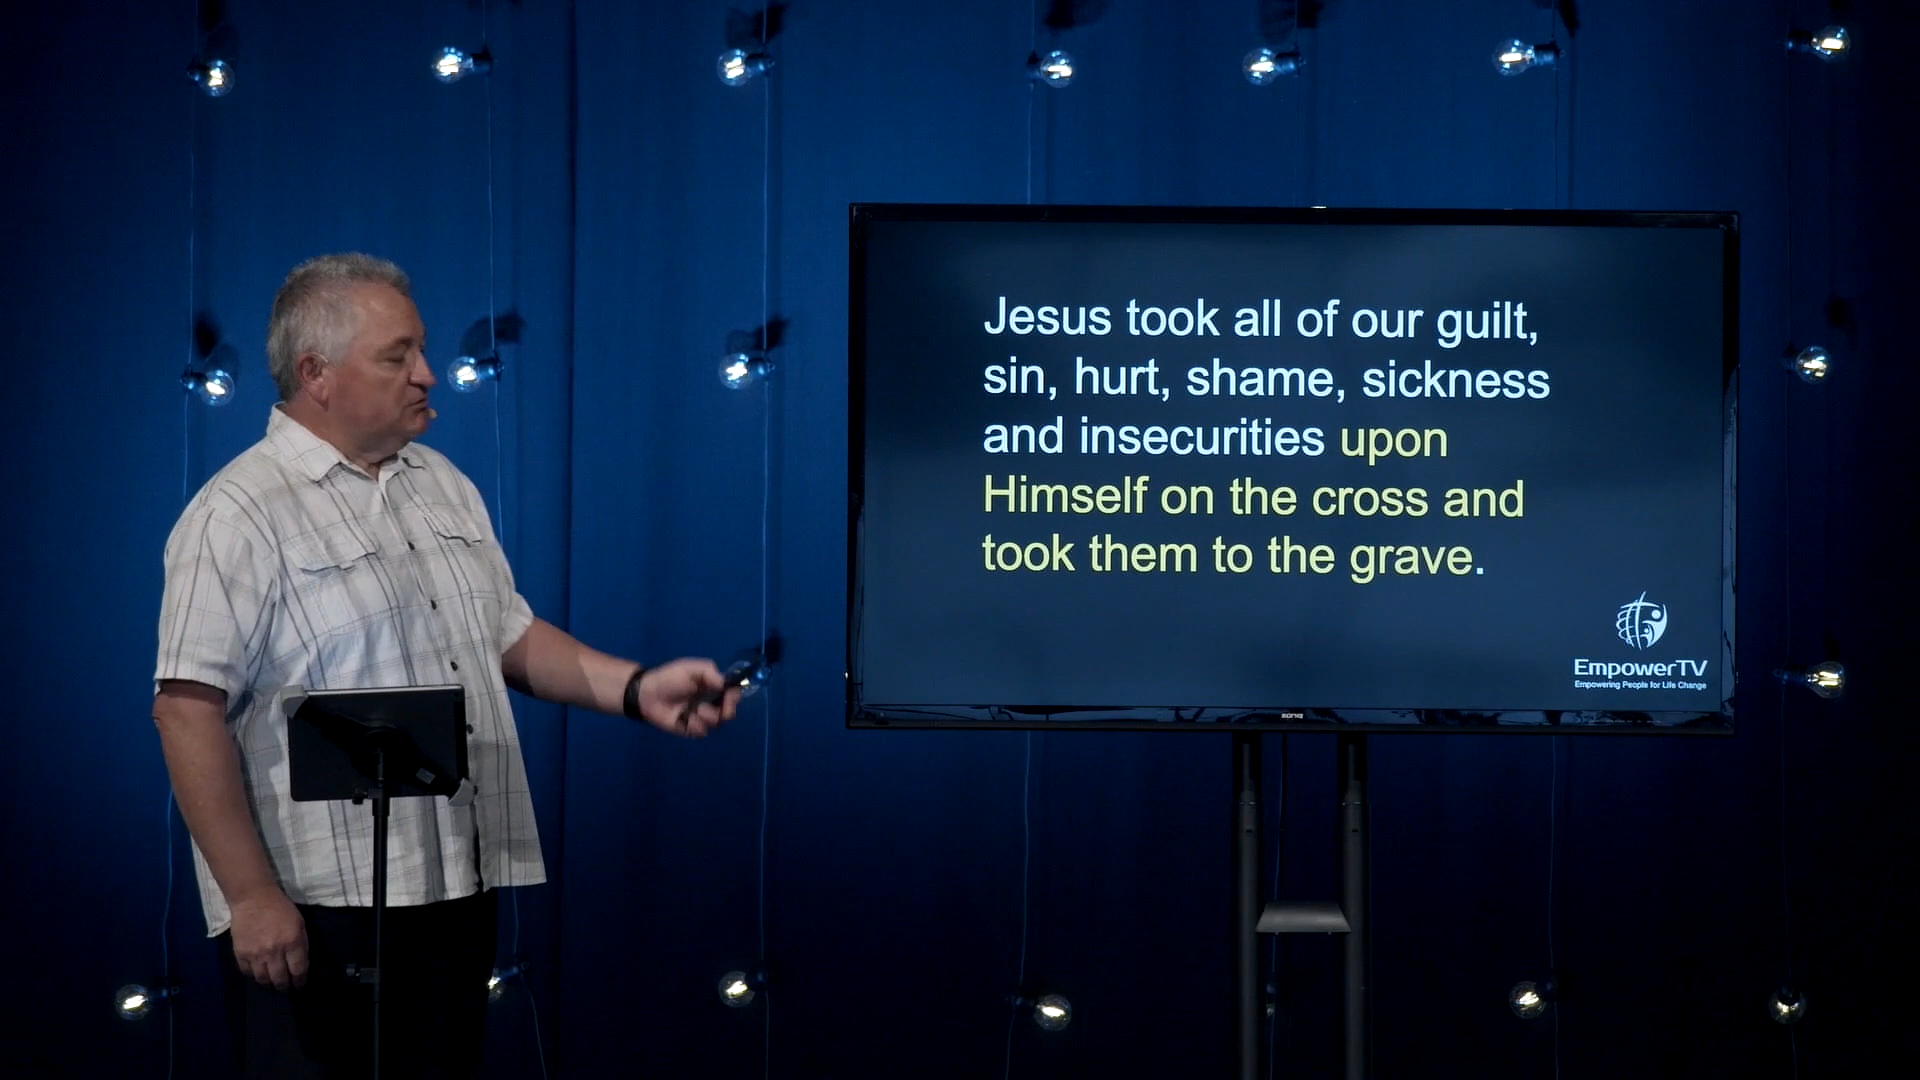 Jesus took all of our guilt,
sin, hurt, shame, sickness
and insecurities upon
Himself on the cross and
took them to the grave.
EmpowerTV
Empowering People for Life Change